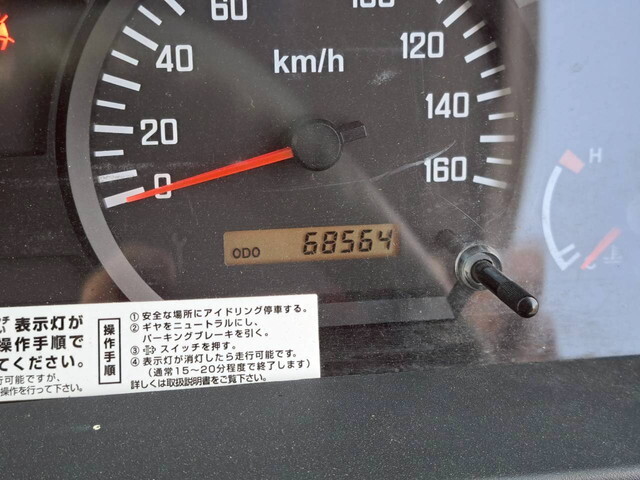 60
100
40
120
km/h
20
140
0
160
ODO 68564
H
表示灯が
操作手順で
てください。
行可能ですが、
操作を行って下さい。
操作手順
① 安全な場所にアイドリング停車する。
② ギヤをニュートラルにし、
パーキングブレーキを引く。
③ スイッチを押す。
④ 表示灯が消灯したら走行可能です。
(通常15～20分程度で終了します)
詳しくは取扱説明書をご覧下さい。